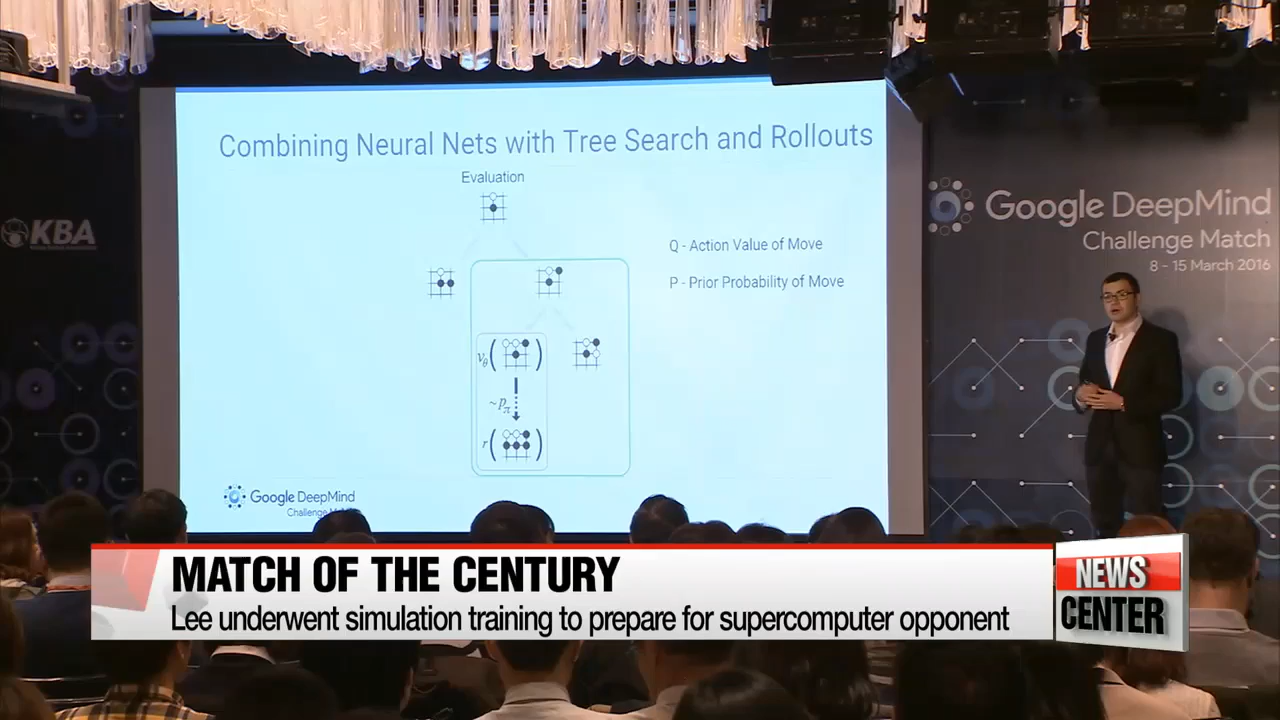 Combining Neural Nets with Tree Search and Rollouts
Evaluation
Q - Action Value of Move
P - Prior Probability of Move
vθ( )
~pπ
r( )
Google DeepMind
KBA
Google DeepMind
Challenge Match
8 - 15 March 2016
MATCH OF THE CENTURY
Lee underwent simulation training to prepare for supercomputer opponent
NEWS
CENTER